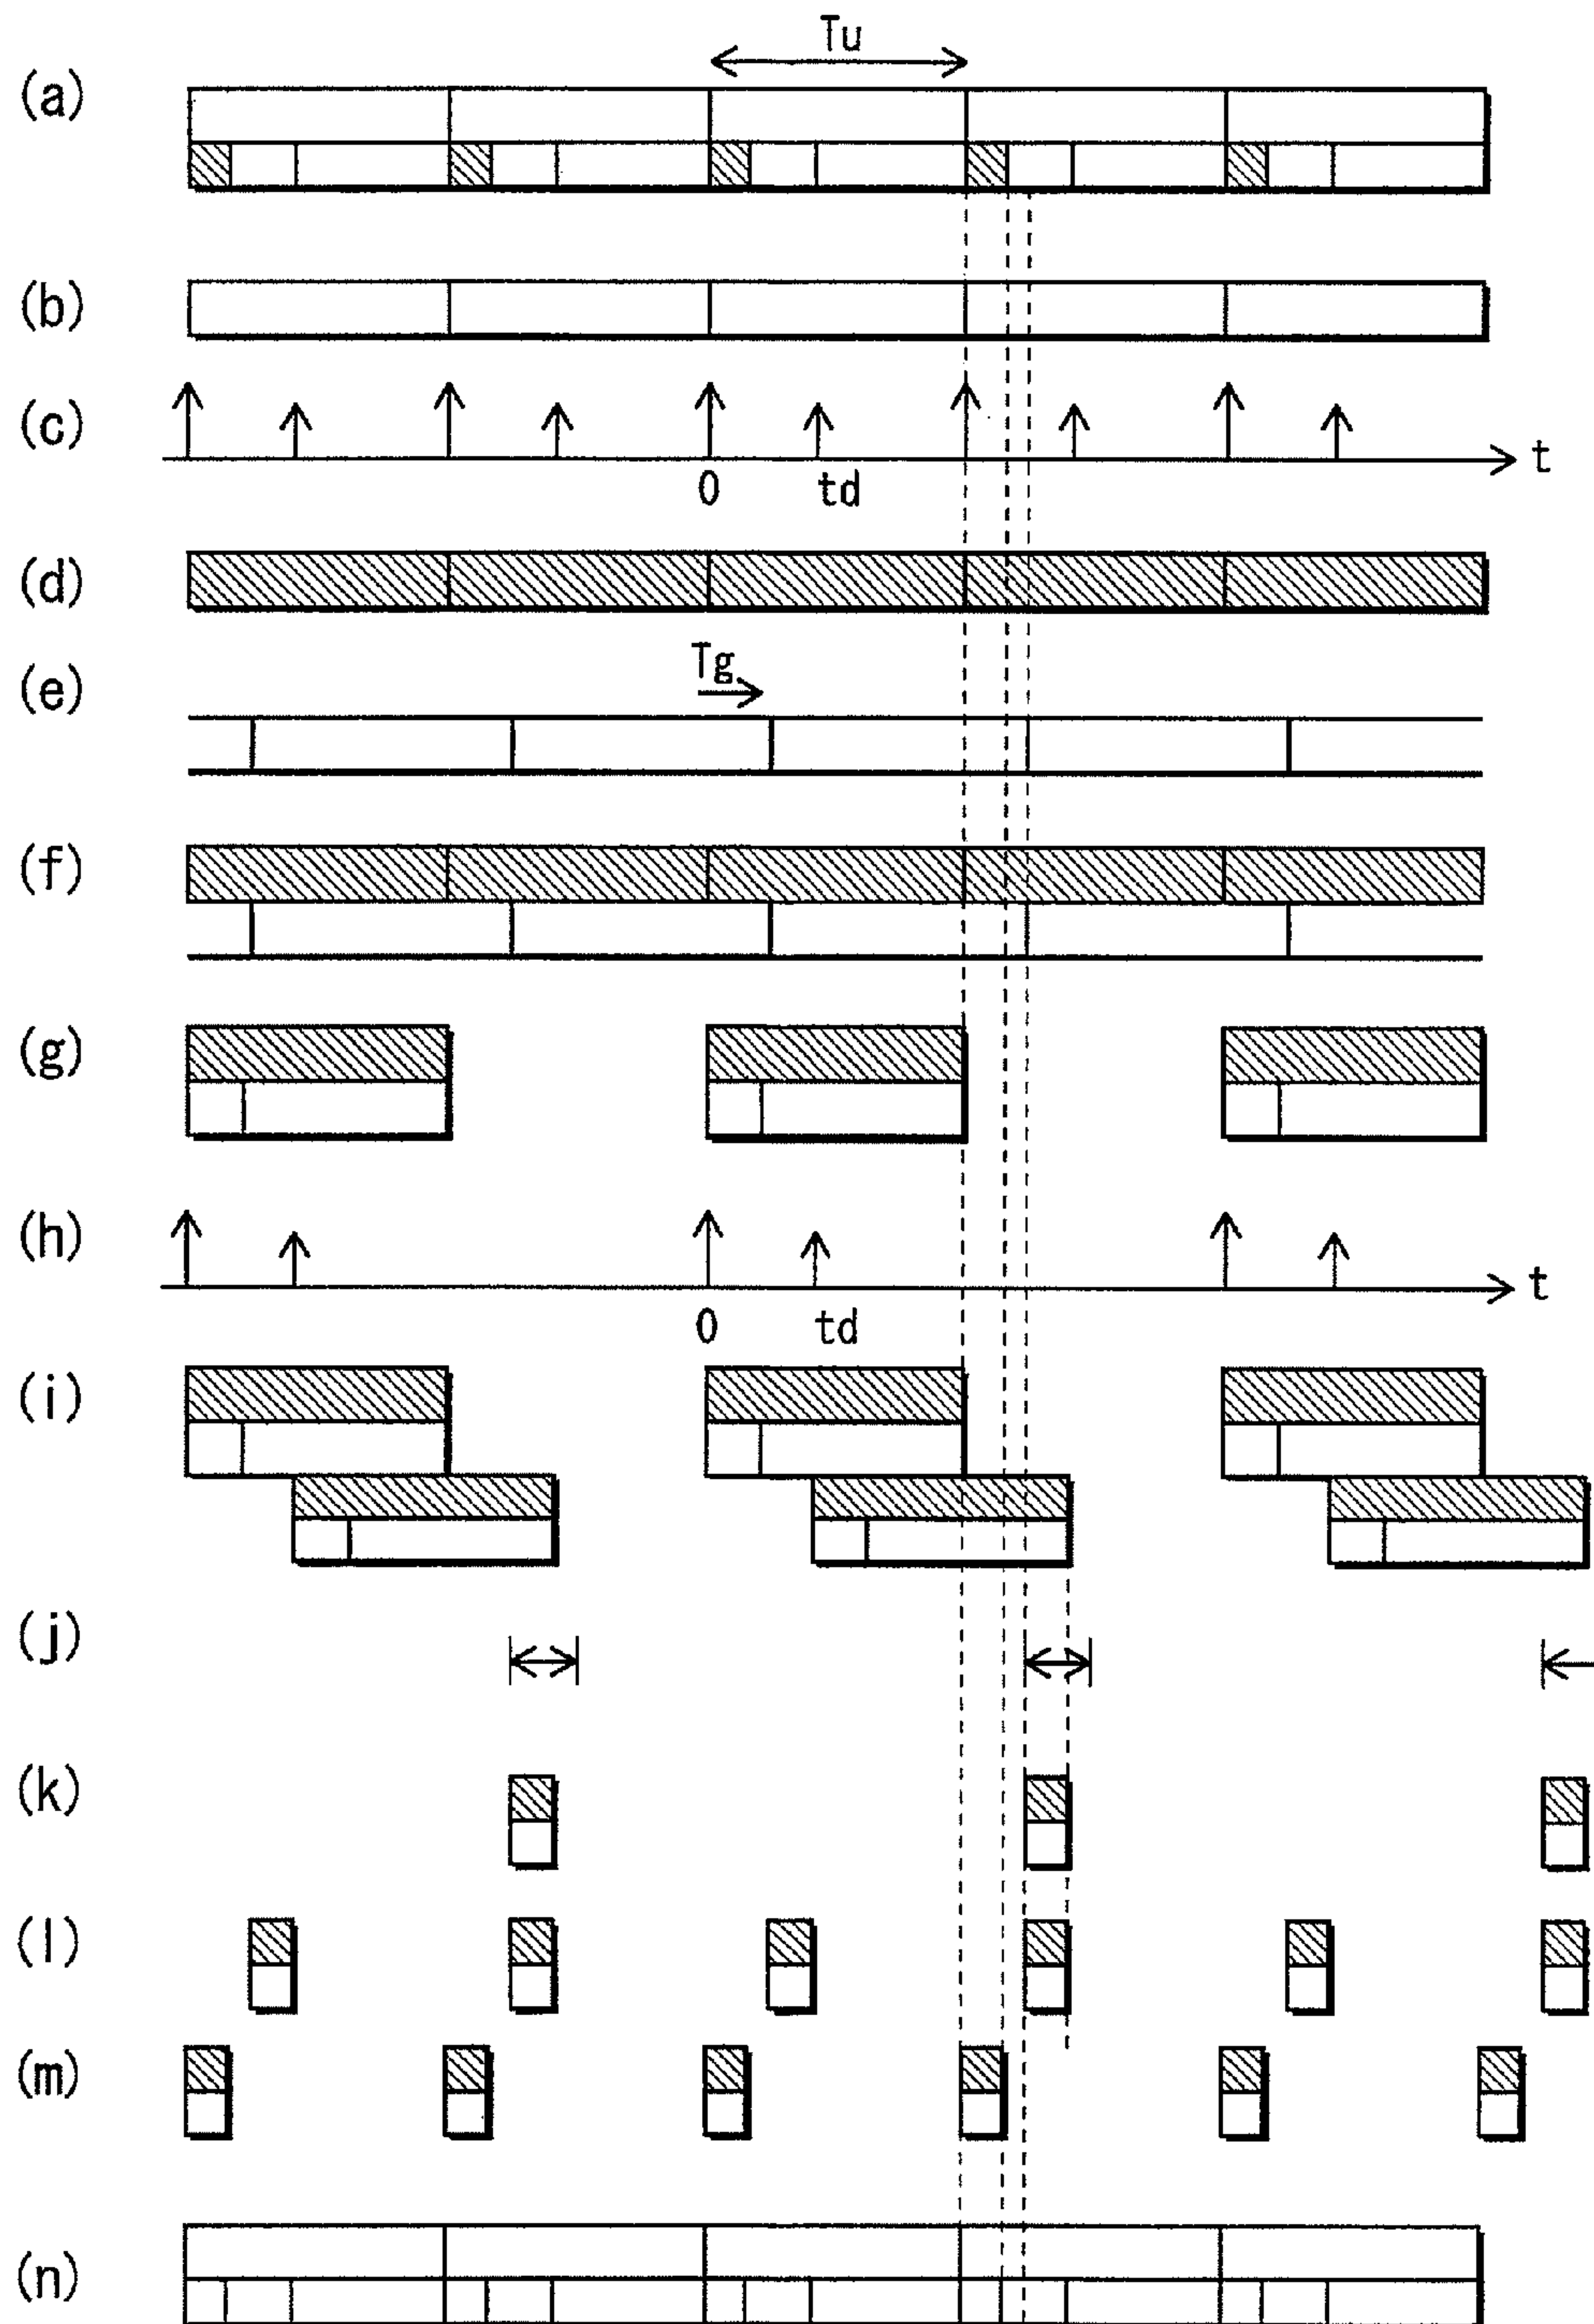 Tu
(a)
(b)
(c)
t
0 td
(d)
(e)
Tg
(f)
(g)
(h)
t
0 td
(i)
(j)
(k)
(l)
(m)
(n)